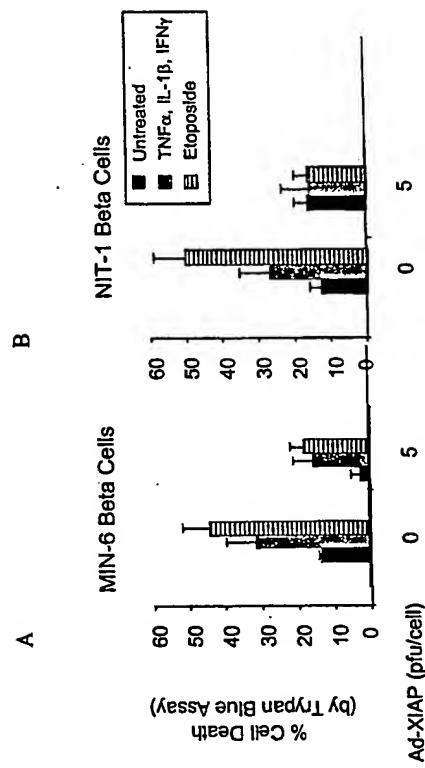 A
MIN-6 Beta Cells
% Cell Death
(by Trypan Blue Assay)
60
50
40
30
20
10
0
0
5
Ad-XIAP (pfu/cell)
B
NIT-1 Beta Cells
60
50
40
30
20
10
0
0
5
Untreated
TNFα, IL-1β, IFNγ
Etoposide